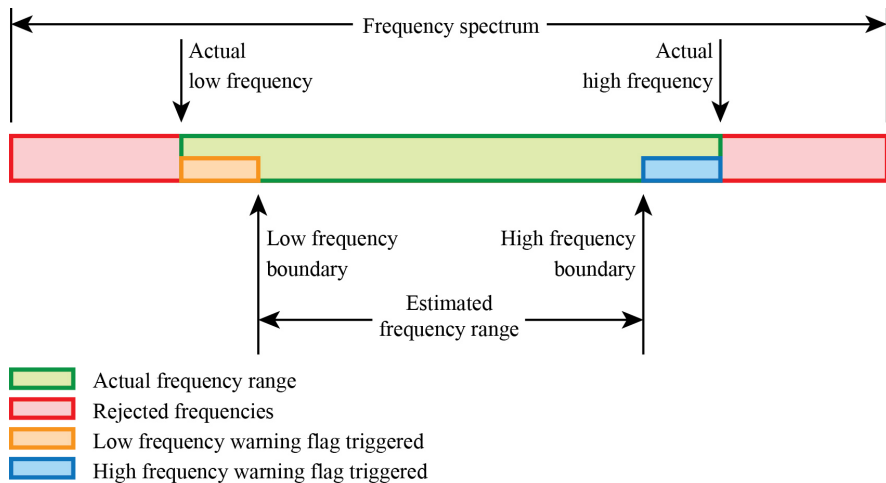 Frequency spectrum
Actual
low frequency
Actual
high frequency
Low frequency
boundary
High frequency
boundary
Estimated
frequency range
Actual frequency range
Rejected frequencies
Low frequency warning flag triggered
High frequency warning flag triggered